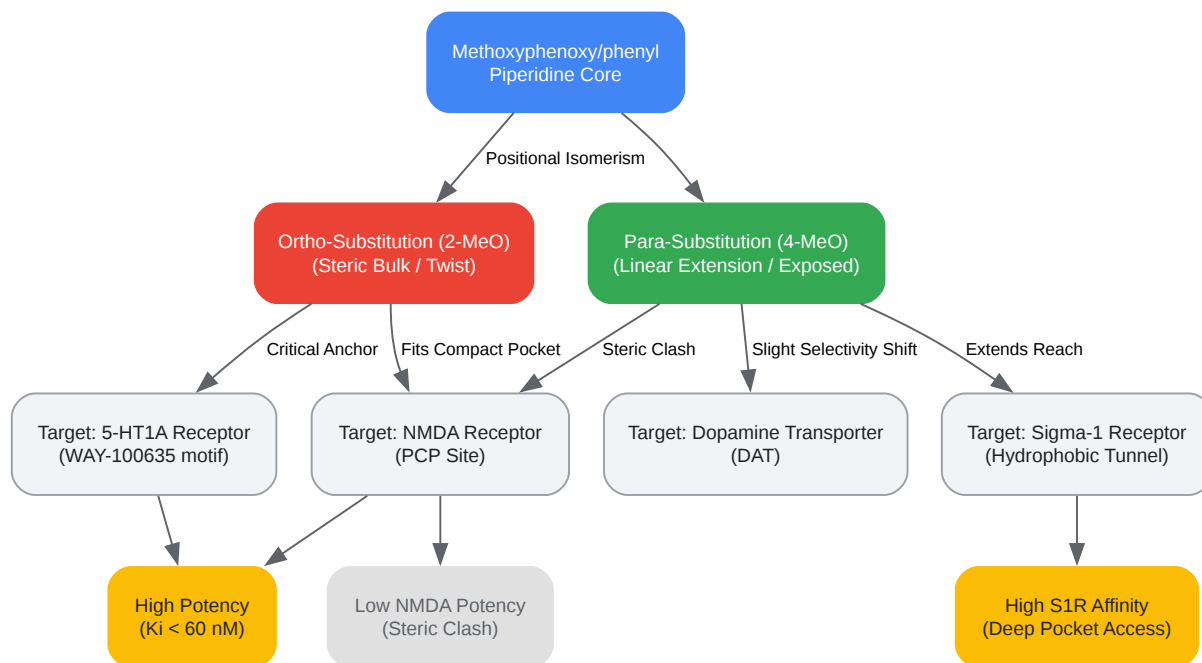 Methoxyphenoxy/phenyl
Piperidine Core
Positional Isomerism
Ortho-Substitution (2-MeO)
(Steric Bulk / Twist)
Para-Substitution (4-MeO)
(Linear Extension / Exposed)
Critical Anchor
Fits Compact Pocket
Steric Clash
Slight Selectivity Shift
Extends Reach
Target: 5-HT1A Receptor
(WAY-100635 motif)
Target: NMDA Receptor
(PCP Site)
Target: Dopamine Transporter
(DAT)
Target: Sigma-1 Receptor
(Hydrophobic Tunnel)
High Potency
(Ki < 60 nM)
Low NMDA Potency
(Steric Clash)
High S1R Affinity
(Deep Pocket Access)